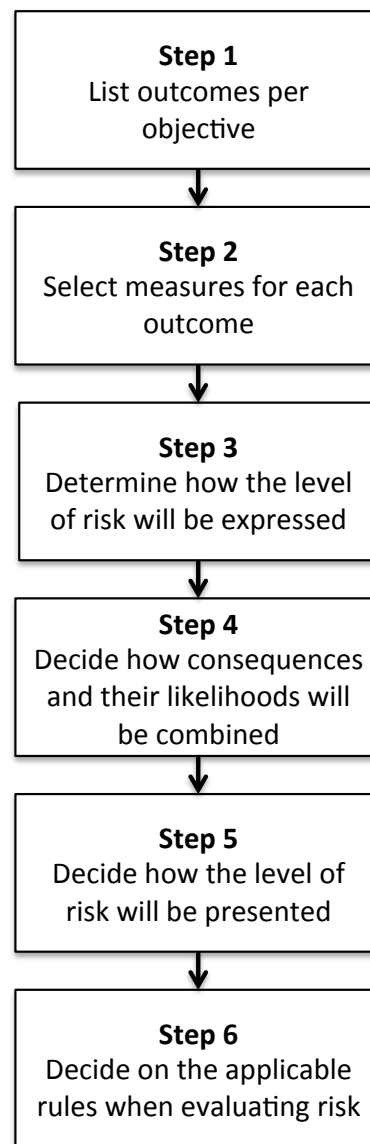 Step 1
List outcomes per
objective
Step 2
Select measures for each
outcome
Step 3
Determine how the level
of risk will be expressed
Step 4
Decide how consequences
and their likelihoods will
be combined
Step 5
Decide how the level of
risk will be presented
Step 6
Decide on the applicable
rules when evaluating risk